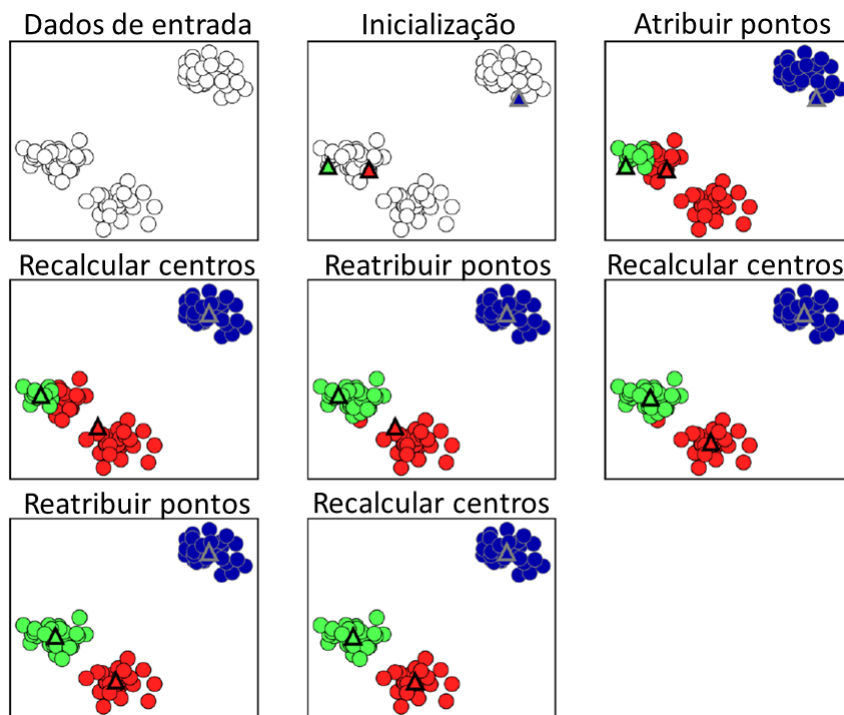 Dados de entrada
Inicialização
Atribuir pontos
Recalcular centros
Reatribuir pontos
Recalcular centros
Reatribuir pontos
Recalcular centros